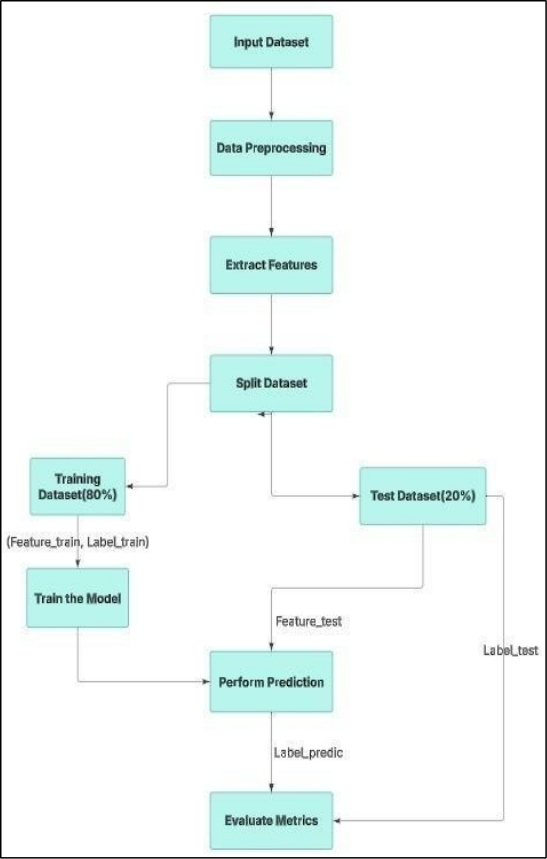 Input Dataset
Data Preprocessing
Extract Features
Split Dataset
Training
Dataset(80%)
Test Dataset(20%)
(Feature_train, Label_train)
Train the Model
Feature_test
Label_test
Perform Prediction
Label_predic
Evaluate Metrics